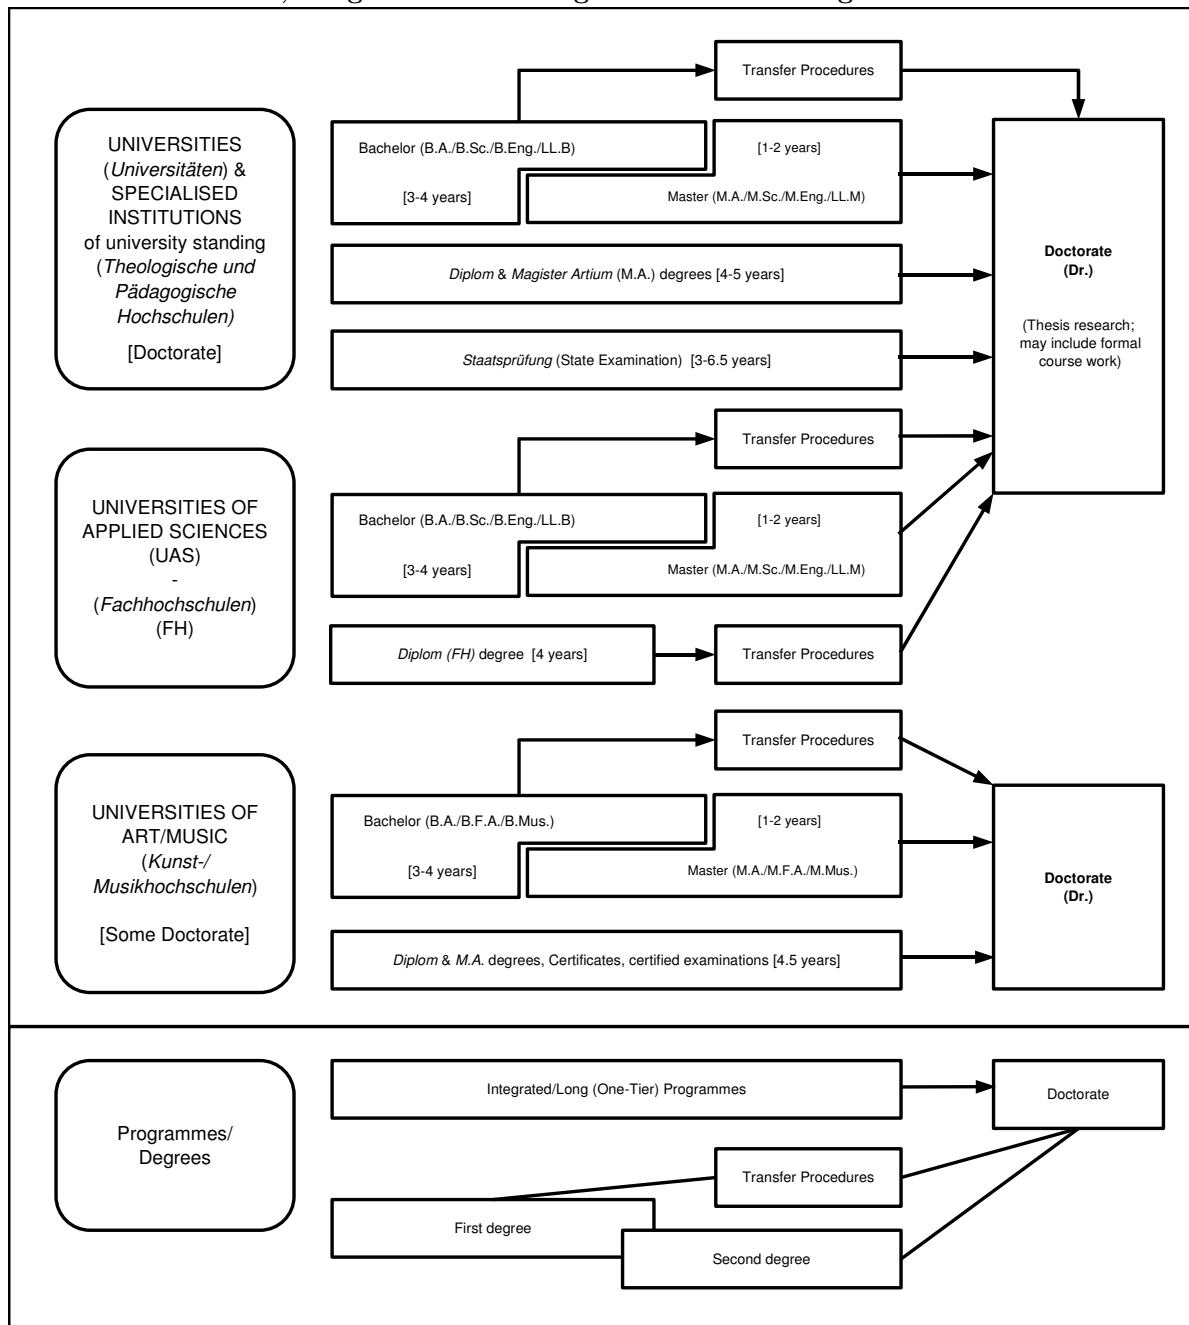 Transfer Procedures
UNIVERSITIES
(Universitäten) &
SPECIALISED
INSTITUTIONS
of university standing
(Theologische und
Pädagogische
Hochschulen)
[Doctorate]
Bachelor (B.A./B.Sc./B.Eng./LL.B)
[3-4 years]
[1-2 years]
Master (M.A./M.Sc./M.Eng./LL.M)
Diplom & Magister Artium (M.A.) degrees [4-5 years]
Staatsprüfung (State Examination) [3-6.5 years]
Doctorate
(Dr.)
(Thesis research;
may include formal
course work)
Transfer Procedures
UNIVERSITIES OF
APPLIED SCIENCES
(UAS)
-
(Fachhochschulen)
(FH)
Bachelor (B.A./B.Sc./B.Eng./LL.B)
[3-4 years]
[1-2 years]
Master (M.A./M.Sc./M.Eng./LL.M)
Diplom (FH) degree [4 years]
Transfer Procedures
Transfer Procedures
UNIVERSITIES OF
ART/MUSIC
(Kunst-/
Musikhochschulen)
[Some Doctorate]
Bachelor (B.A./B.F.A./B.Mus.)
[3-4 years]
[1-2 years]
Master (M.A./M.F.A./M.Mus.)
Diplom & M.A. degrees, Certificates, certified examinations [4.5 years]
Doctorate
(Dr.)
Programmes/
Degrees
Integrated/Long (One-Tier) Programmes
Doctorate
Transfer Procedures
First degree
Second degree